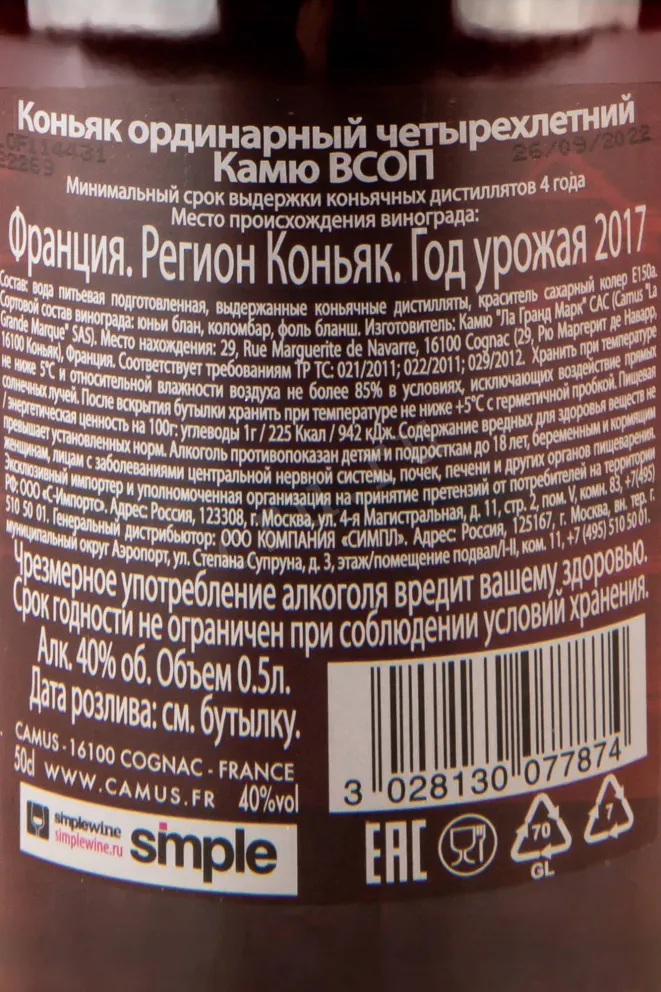 Коньяк ординарный четырехлетний
CF114431
26/09/2022
22269
Камю ВСОП
Минимальный срок выдержки коньячных дистиллятов 4 года
Место происхождения винограда:
Франция. Регион Коньяк. Год урожая 2017
Состав: вода питьевая подготовленная, выдержанные коньячные дистилляты, краситель сахарный колер Е150а.
Сортовой состав винограда: юньи блан, коломбар, фоль бланш. Изготовитель: Камю "Ла Гранд Марк" САС (Camus "La
Grande Marque" SAS). Место нахождения: 29, Rue Marguerite de Navarre, 16100 Cognac (29, Рю Маргерит де Наварр,
16100 Коньяк), Франция. Соответствует требованиям ТР ТС: 021/2011; 022/2011; 029/2012. Хранить при температуре
не ниже 5°С и относительной влажности воздуха не более 85% в условиях, исключающих воздействие прямых
солнечных лучей. После вскрытия бутылки хранить при температуре не ниже +5°С с герметичной пробкой. Пищевая
/энергетическая ценность на 100г: углеводы 1г / 225 Ккал / 942 кДж. Содержание вредных для здоровья веществ не
превышает установленных норм. Алкоголь противопоказан детям и подросткам до 18 лет, беременным и кормящим
женщинам, лицам с заболеваниями центральной нервной системы, почек, печени и других органов пищеварения.
Эксклюзивный импортер и уполномоченная организация на принятие претензий от потребителей на территории
РФ: ООО «С-Импорто». Адрес: Россия, 123308, г. Москва, ул. 4-я Магистральная, д. 11, стр. 2, пом. V, комн. 83, +7(495)
510 50 01. Генеральный дистрибьютор: ООО КОМПАНИЯ «СИМПЛ». Адрес: Россия, 125167, г. Москва, вн. тер. г.
муниципальный округ Аэропорт, ул. Степана Супруна, д. 3, этаж/помещение подвал/I-II, ком. 11, +7 (495) 510 50 01.
Чрезмерное употребление алкоголя вредит вашему здоровью.
Срок годности не ограничен при соблюдении условий хранения.
Алк. 40% об. Объем 0.5л.
Дата розлива: см. бутылку.
CAMUS - 16100 COGNAC - FRANCE
50cl WWW.CAMUS.FR 40%vol
3 028130 077874
simplewine
simplewine.ru
simple
EAC
70
GL
7